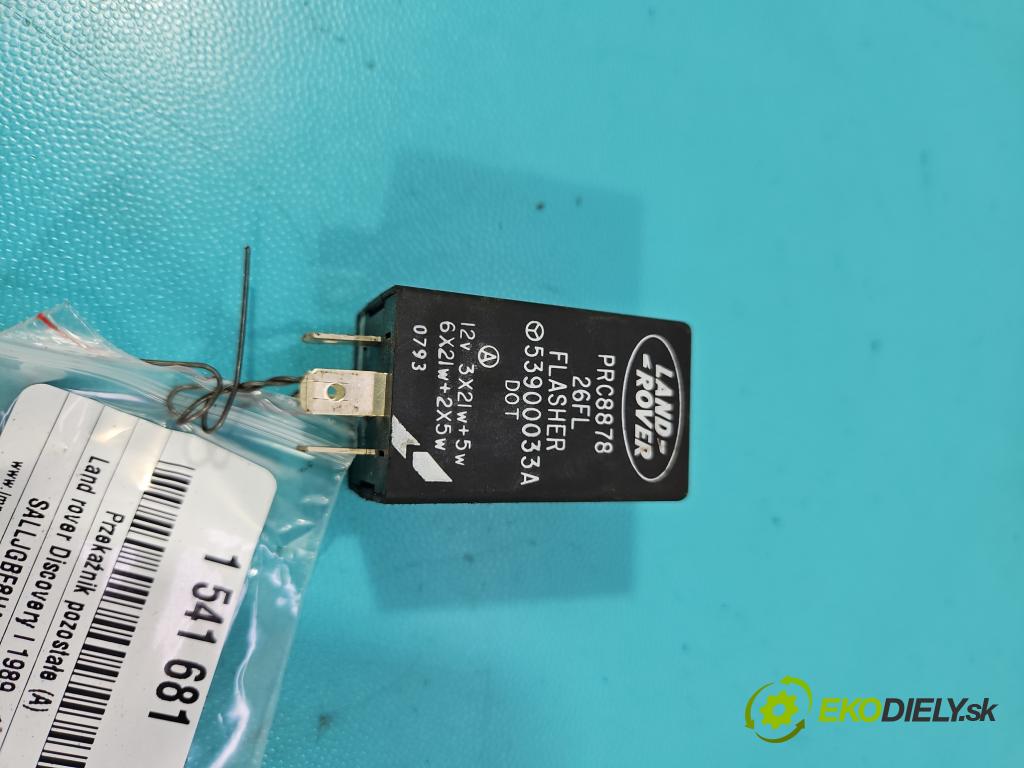 LAND-
-ROVER
PRC8878
26FL
FLASHER
53900033A
DOT
A
12v 3X21w+5w
6X21w+2X5w
0793
1 541 681
Przekaźnik pozostałe (A)
Land rover Discovery I 1989
EKODIELY.sk